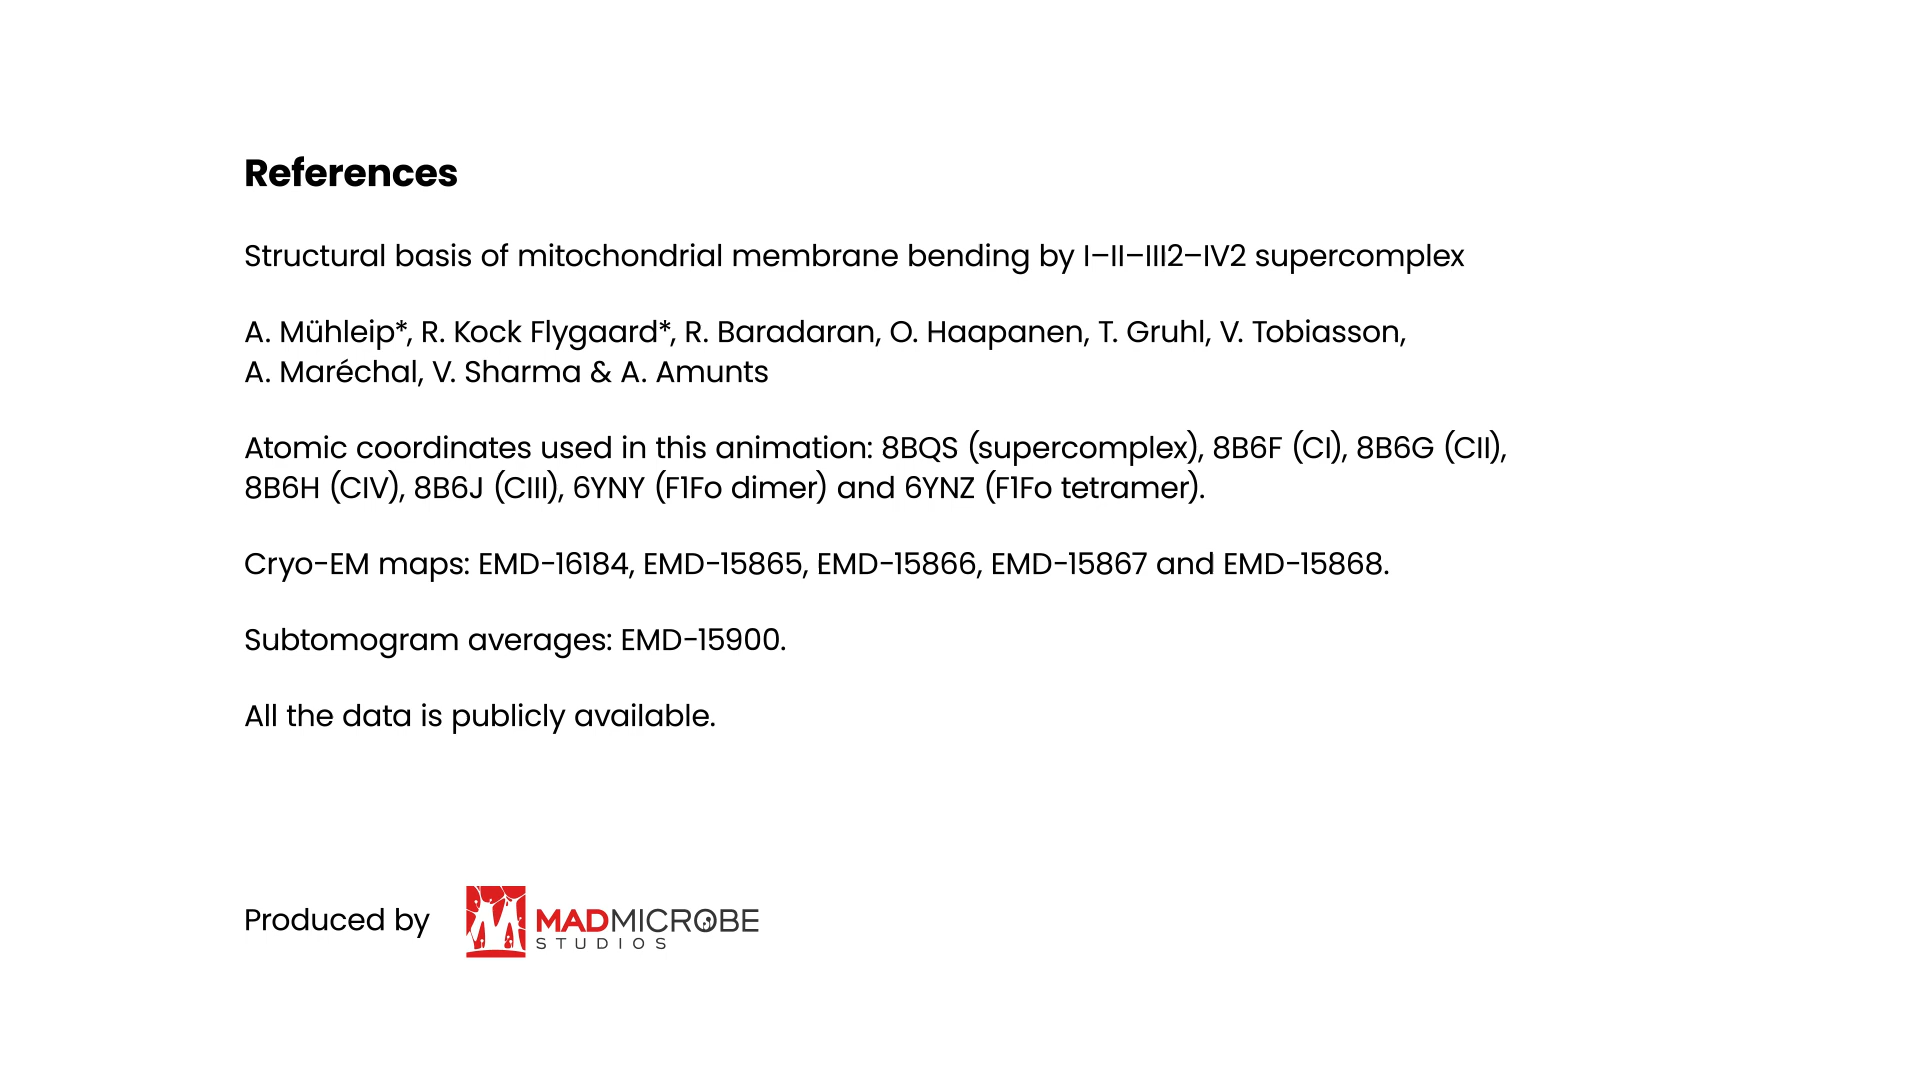 References
Structural basis of mitochondrial membrane bending by I–II–III2–IV2 supercomplex
A. Mühleip*, R. Kock Flygaard*, R. Baradaran, O. Haapanen, T. Gruhl, V. Tobiasson,
A. Maréchal, V. Sharma & A. Amunts
Atomic coordinates used in this animation: 8BQS (supercomplex), 8B6F (CI), 8B6G (CII),
8B6H (CIV), 8B6J (CIII), 6YNY (F1Fo dimer) and 6YNZ (F1Fo tetramer).
Cryo-EM maps: EMD-16184, EMD-15865, EMD-15866, EMD-15867 and EMD-15868.
Subtomogram averages: EMD-15900.
All the data is publicly available.
Produced by MADMICROBE
STUDIOS